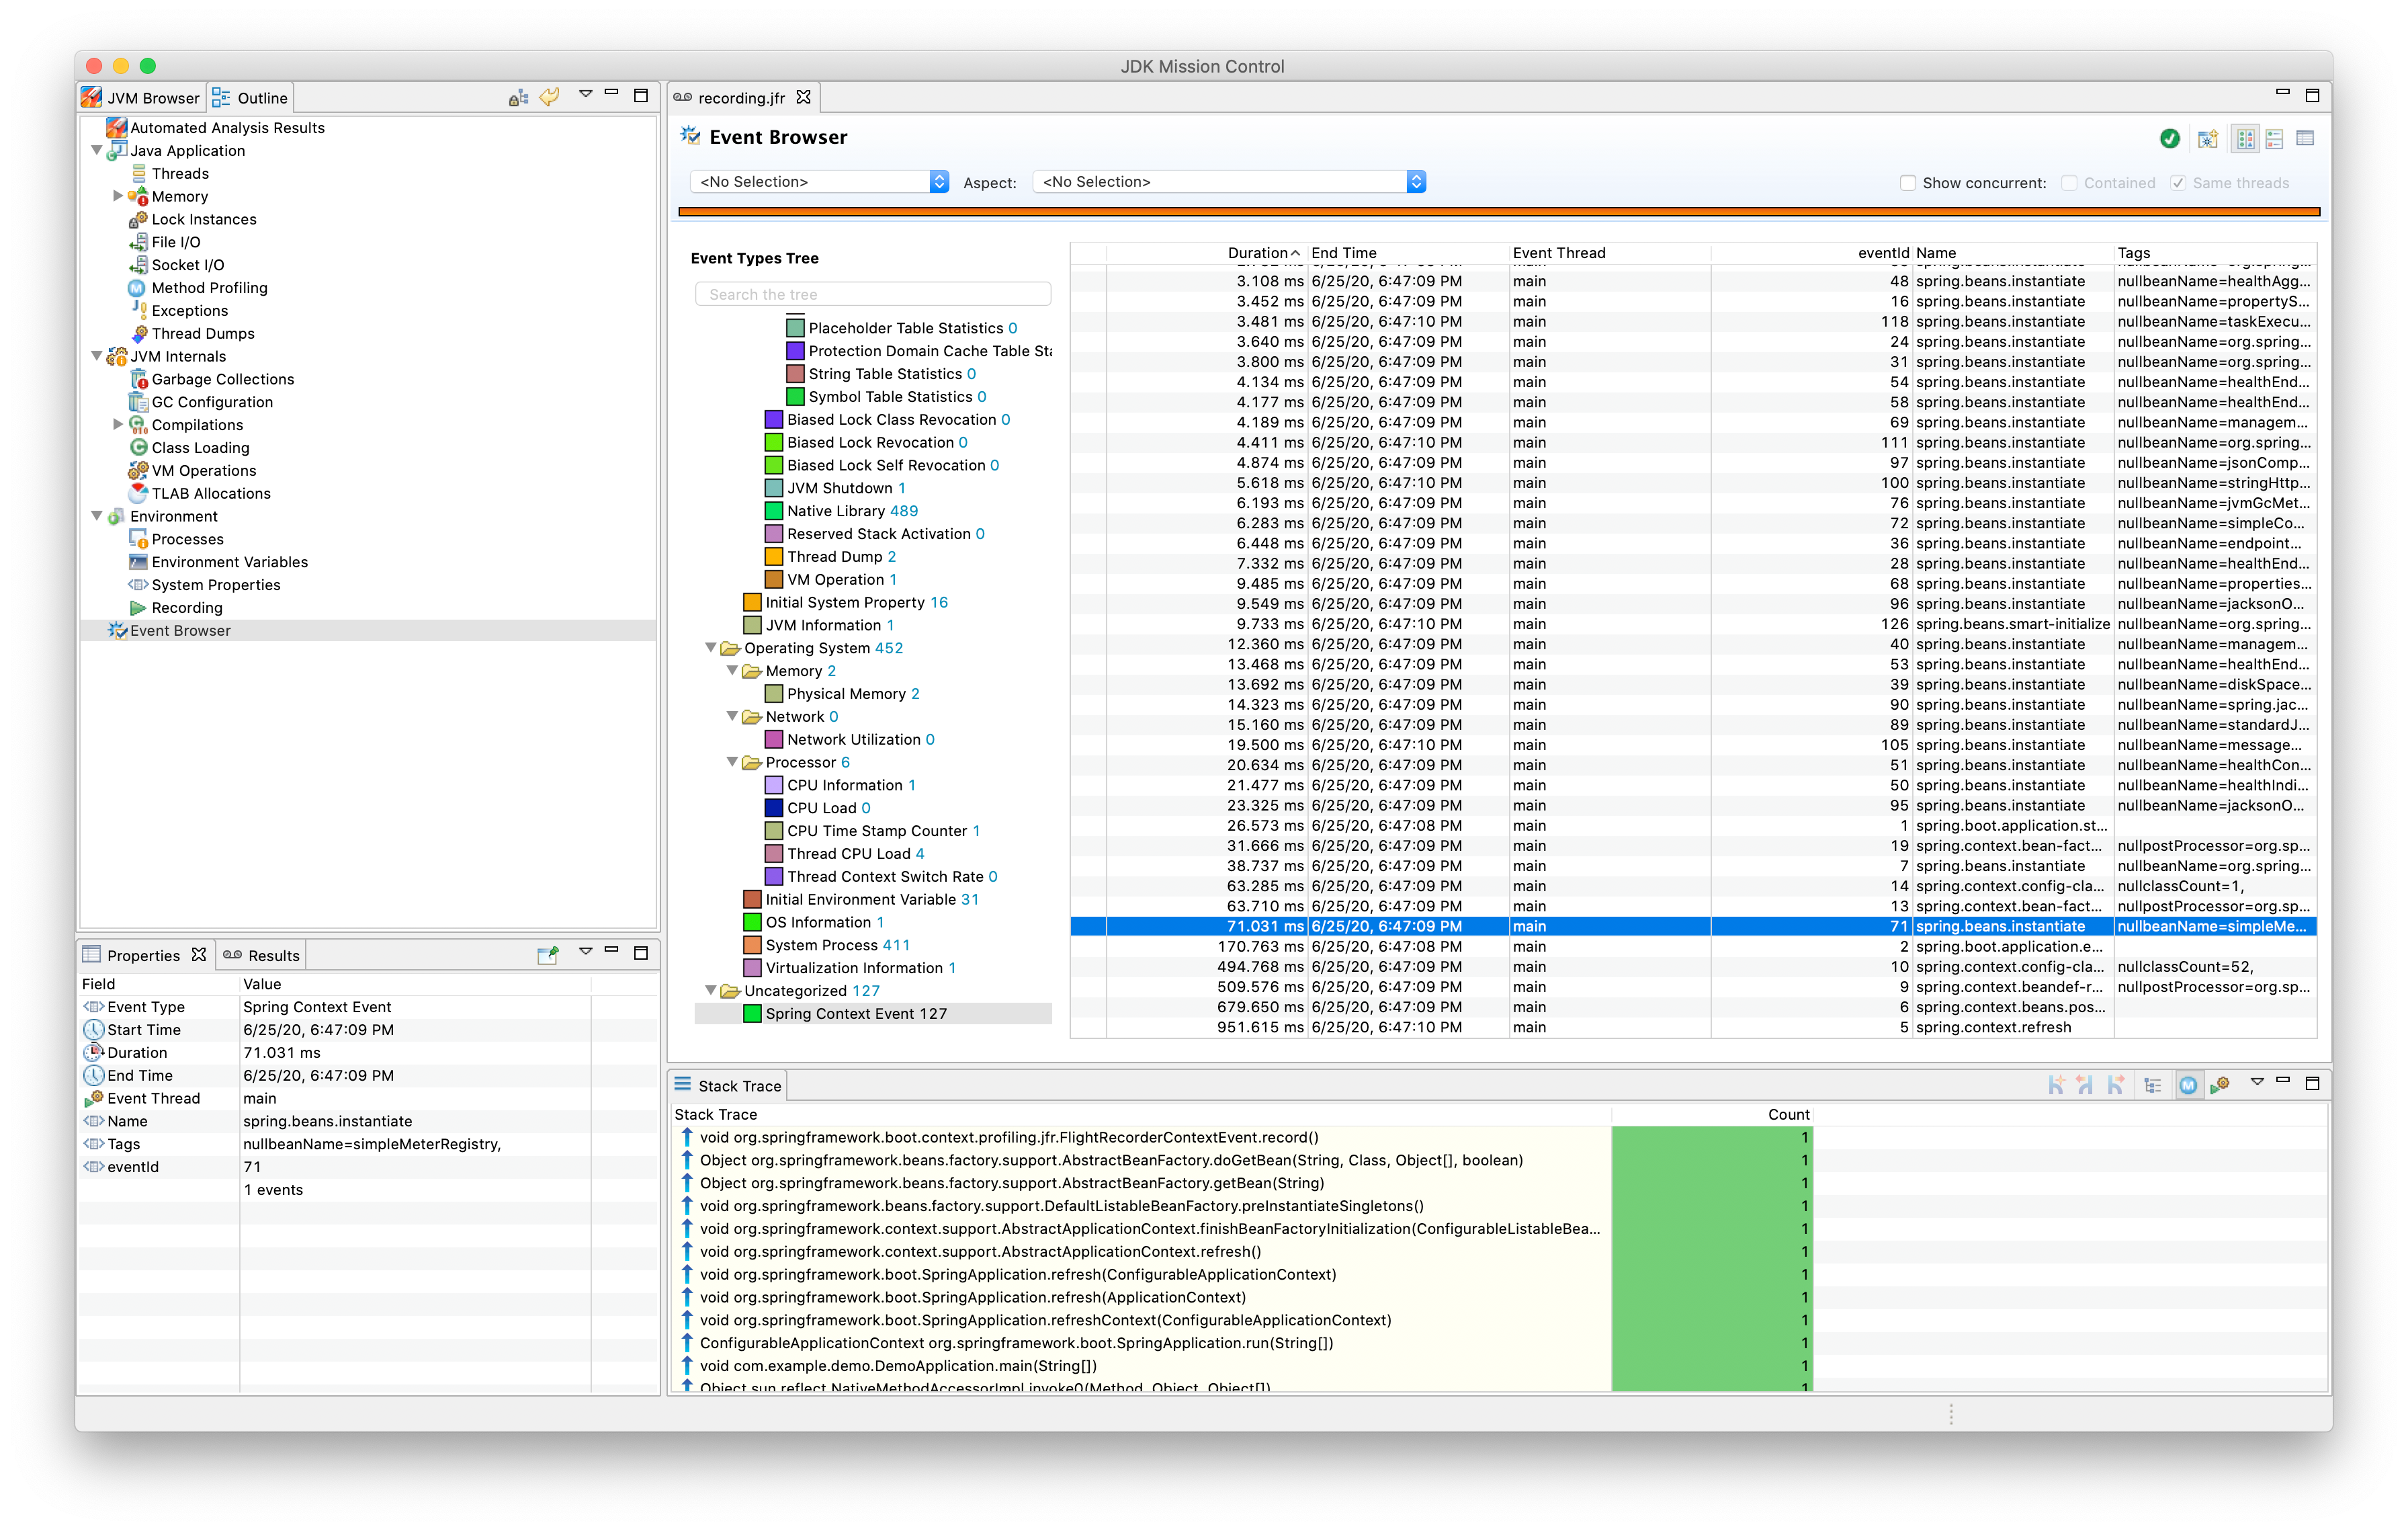 JDK Mission Control
JVM Browser
Outline
Automated Analysis Results
Java Application
Threads
Memory
Lock Instances
File I/O
Socket I/O
Method Profiling
Exceptions
Thread Dumps
JVM Internals
Garbage Collections
GC Configuration
Compilations
Class Loading
VM Operations
TLAB Allocations
Environment
Processes
Environment Variables
System Properties
Recording
Event Browser
Properties
Results
Field Value
Event Type Spring Context Event
Start Time 6/25/20, 6:47:09 PM
Duration 71.031 ms
End Time 6/25/20, 6:47:09 PM
Event Thread main
Name spring.beans.instantiate
Tags nullbeanName=simpleMeterRegistry,
eventId 71
1 events
recording.jfr
Event Browser
<No Selection> Aspect: <No Selection> Show concurrent: Contained Same threads
Event Types Tree
Search the tree
Placeholder Table Statistics 0
Protection Domain Cache Table Sta
String Table Statistics 0
Symbol Table Statistics 0
Biased Lock Class Revocation 0
Biased Lock Revocation 0
Biased Lock Self Revocation 0
JVM Shutdown 1
Native Library 489
Reserved Stack Activation 0
Thread Dump 2
VM Operation 1
Initial System Property 16
JVM Information 1
Operating System 452
Memory 2
Physical Memory 2
Network 0
Network Utilization 0
Processor 6
CPU Information 1
CPU Load 0
CPU Time Stamp Counter 1
Thread CPU Load 4
Thread Context Switch Rate 0
Initial Environment Variable 31
OS Information 1
System Process 411
Virtualization Information 1
Uncategorized 127
Spring Context Event 127
Duration End Time Event Thread eventId Name Tags
3.108 ms 6/25/20, 6:47:09 PM main 48 spring.beans.instantiate nullbeanName=healthAgg...
3.452 ms 6/25/20, 6:47:09 PM main 16 spring.beans.instantiate nullbeanName=propertyS...
3.481 ms 6/25/20, 6:47:10 PM main 118 spring.beans.instantiate nullbeanName=taskExecu...
3.640 ms 6/25/20, 6:47:09 PM main 24 spring.beans.instantiate nullbeanName=org.spring...
3.800 ms 6/25/20, 6:47:09 PM main 31 spring.beans.instantiate nullbeanName=org.spring...
4.134 ms 6/25/20, 6:47:09 PM main 54 spring.beans.instantiate nullbeanName=healthEnd...
4.177 ms 6/25/20, 6:47:09 PM main 58 spring.beans.instantiate nullbeanName=healthEnd...
4.189 ms 6/25/20, 6:47:09 PM main 69 spring.beans.instantiate nullbeanName=managem...
4.411 ms 6/25/20, 6:47:10 PM main 111 spring.beans.instantiate nullbeanName=org.spring...
4.874 ms 6/25/20, 6:47:09 PM main 97 spring.beans.instantiate nullbeanName=jsonComp...
5.618 ms 6/25/20, 6:47:10 PM main 100 spring.beans.instantiate nullbeanName=stringHttp...
6.193 ms 6/25/20, 6:47:09 PM main 76 spring.beans.instantiate nullbeanName=jvmGcMet...
6.283 ms 6/25/20, 6:47:09 PM main 72 spring.beans.instantiate nullbeanName=simpleCo...
6.448 ms 6/25/20, 6:47:09 PM main 36 spring.beans.instantiate nullbeanName=endpoint...
7.332 ms 6/25/20, 6:47:09 PM main 28 spring.beans.instantiate nullbeanName=healthEnd...
9.485 ms 6/25/20, 6:47:09 PM main 68 spring.beans.instantiate nullbeanName=properties...
9.549 ms 6/25/20, 6:47:09 PM main 96 spring.beans.instantiate nullbeanName=jacksonO...
9.733 ms 6/25/20, 6:47:10 PM main 126 spring.beans.smart-initialize nullbeanName=org.spring...
12.360 ms 6/25/20, 6:47:09 PM main 40 spring.beans.instantiate nullbeanName=managem...
13.468 ms 6/25/20, 6:47:09 PM main 53 spring.beans.instantiate nullbeanName=healthEnd...
13.692 ms 6/25/20, 6:47:09 PM main 39 spring.beans.instantiate nullbeanName=diskSpace...
14.323 ms 6/25/20, 6:47:09 PM main 90 spring.beans.instantiate nullbeanName=spring.jac...
15.160 ms 6/25/20, 6:47:09 PM main 89 spring.beans.instantiate nullbeanName=standardJ...
19.500 ms 6/25/20, 6:47:10 PM main 105 spring.beans.instantiate nullbeanName=message...
20.634 ms 6/25/20, 6:47:09 PM main 51 spring.beans.instantiate nullbeanName=healthCon...
21.477 ms 6/25/20, 6:47:09 PM main 50 spring.beans.instantiate nullbeanName=healthIndi...
23.325 ms 6/25/20, 6:47:09 PM main 95 spring.beans.instantiate nullbeanName=jacksonO...
26.573 ms 6/25/20, 6:47:08 PM main 1 spring.boot.application.st...
31.666 ms 6/25/20, 6:47:09 PM main 19 spring.context.bean-fact... nullpostProcessor=org.sp...
38.737 ms 6/25/20, 6:47:09 PM main 7 spring.beans.instantiate nullbeanName=org.spring...
63.285 ms 6/25/20, 6:47:09 PM main 14 spring.context.config-cla... nullclassCount=1,
63.710 ms 6/25/20, 6:47:09 PM main 13 spring.context.bean-fact... nullpostProcessor=org.sp...
71.031 ms 6/25/20, 6:47:09 PM main 71 spring.beans.instantiate nullbeanName=simpleMe...
170.763 ms 6/25/20, 6:47:08 PM main 2 spring.boot.application.e...
494.768 ms 6/25/20, 6:47:09 PM main 10 spring.context.config-cla... nullclassCount=52,
509.576 ms 6/25/20, 6:47:09 PM main 9 spring.context.beandef-r... nullpostProcessor=org.sp...
679.650 ms 6/25/20, 6:47:09 PM main 6 spring.context.beans.pos...
951.615 ms 6/25/20, 6:47:10 PM main 5 spring.context.refresh
Stack Trace
Stack Trace Count
void org.springframework.boot.context.profiling.jfr.FlightRecorderContextEvent.record() 1
Object org.springframework.beans.factory.support.AbstractBeanFactory.doGetBean(String, Class, Object[], boolean) 1
Object org.springframework.beans.factory.support.AbstractBeanFactory.getBean(String) 1
void org.springframework.beans.factory.support.DefaultListableBeanFactory.preInstantiateSingletons() 1
void org.springframework.context.support.AbstractApplicationContext.finishBeanFactoryInitialization(ConfigurableListableBea... 1
void org.springframework.context.support.AbstractApplicationContext.refresh() 1
void org.springframework.boot.SpringApplication.refresh(ConfigurableApplicationContext) 1
void org.springframework.boot.SpringApplication.refresh(ApplicationContext) 1
void org.springframework.boot.SpringApplication.refreshContext(ConfigurableApplicationContext) 1
ConfigurableApplicationContext org.springframework.boot.SpringApplication.run(String[]) 1
void com.example.demo.DemoApplication.main(String[]) 1
Object sun.reflect.NativeMethodAccessorImpl.invoke0(Method, Object, Object[]) 1